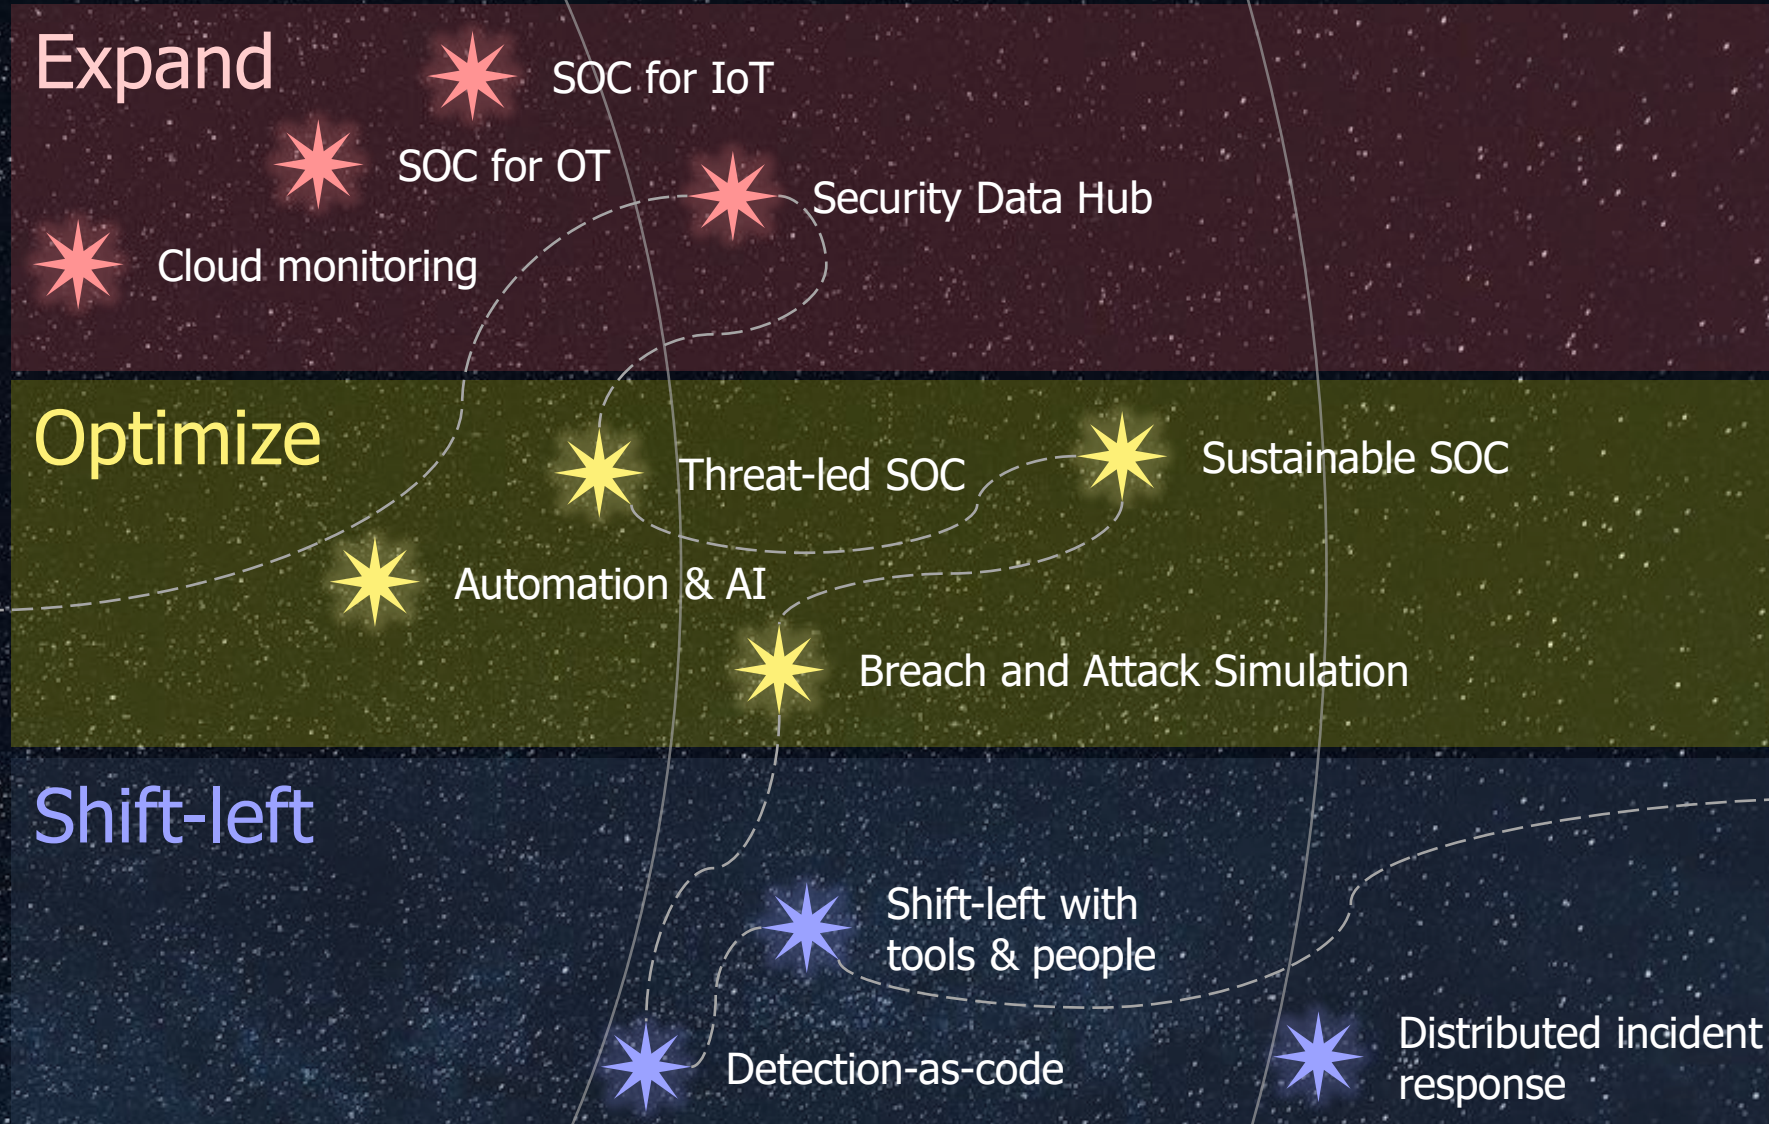 Expand
SOC for IoT
SOC for OT
Security Data Hub
Cloud monitoring
Optimize
Threat-led SOC
Sustainable SOC
Automation & AI
Breach and Attack Simulation
Shift-left
Shift-left with
tools & people
Detection-as-code
Distributed incident
response